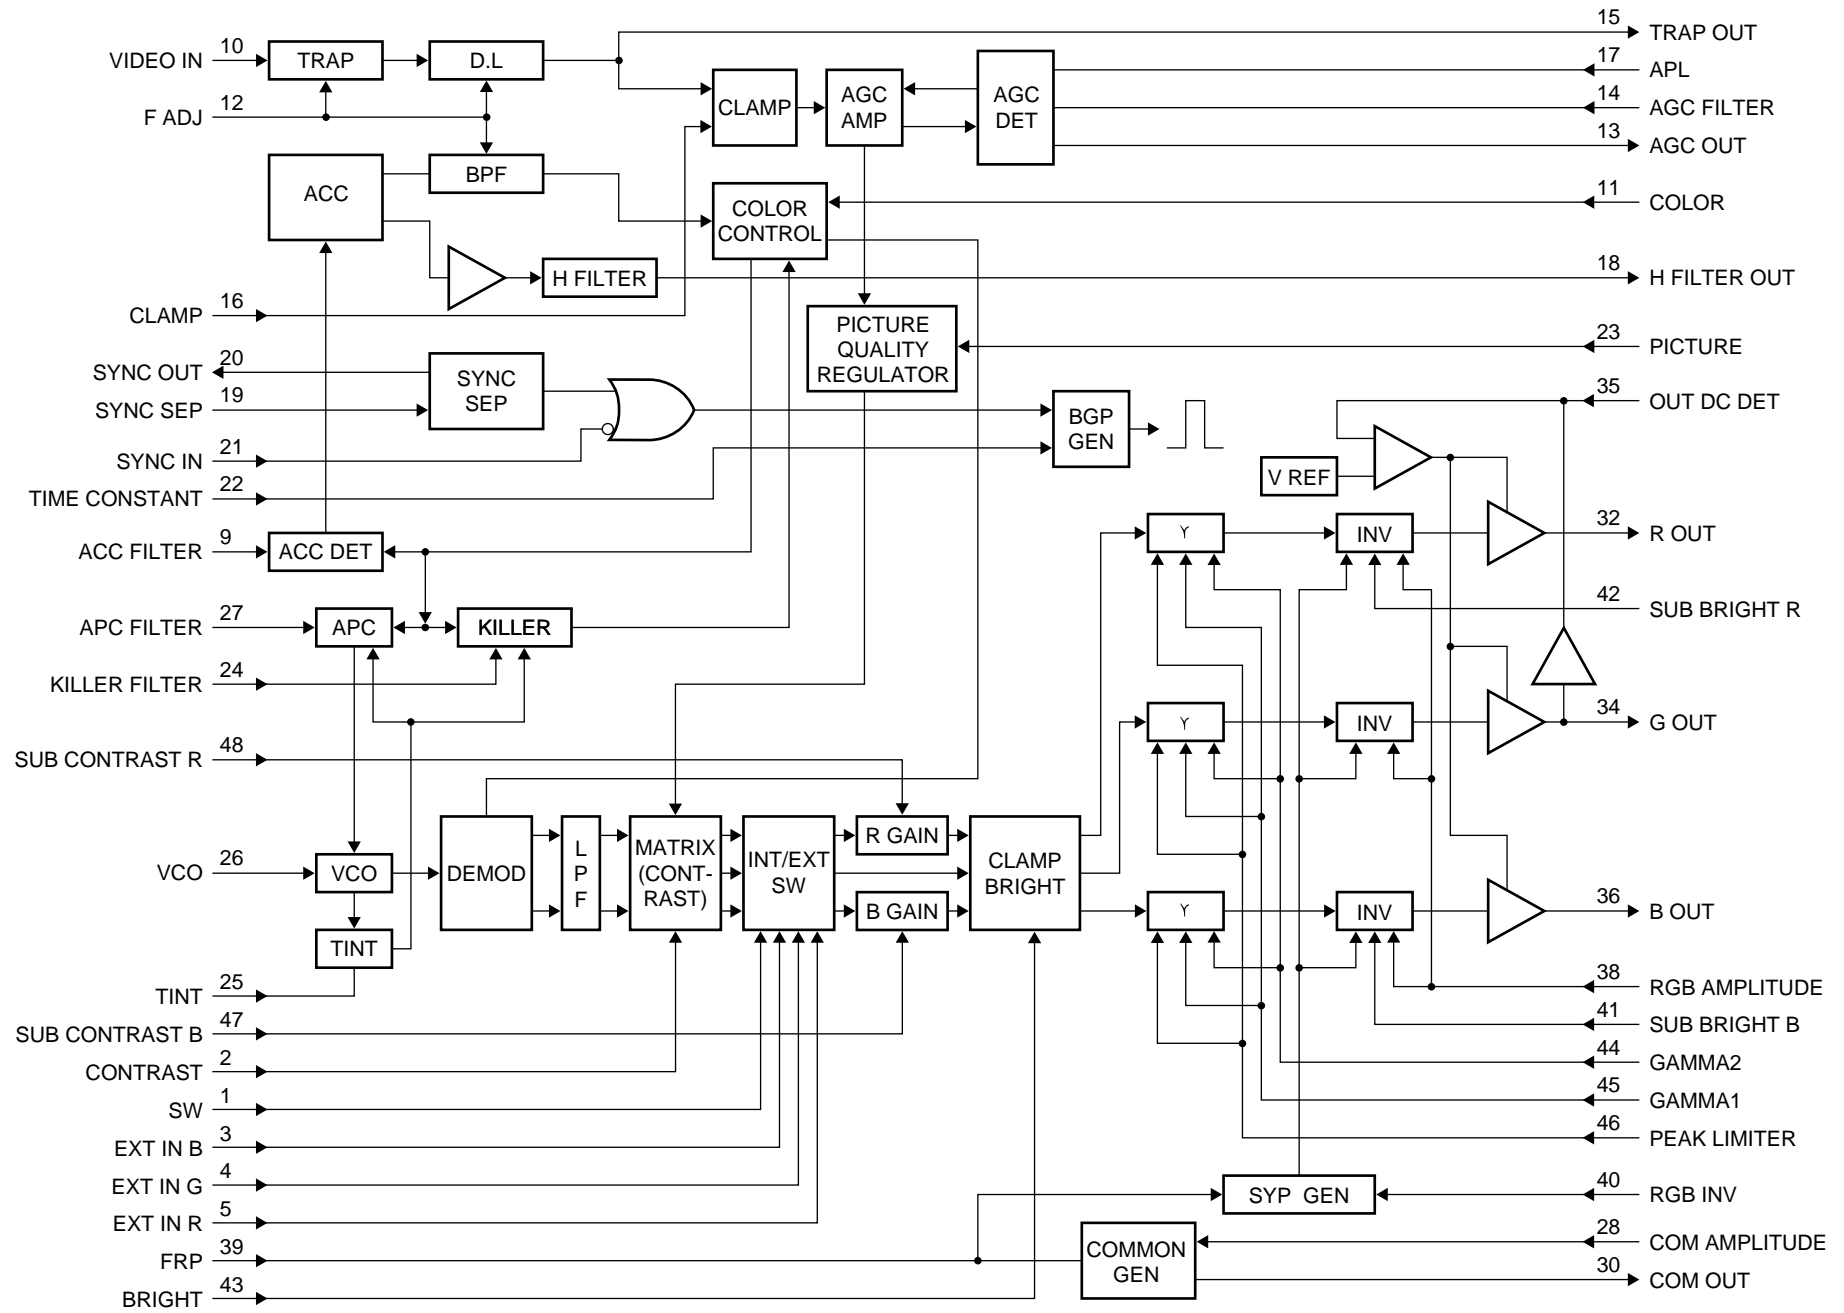 VIDEO IN 10
F ADJ 12
TRAP
D.L
ACC
BPF
CLAMP
AGC
AMP
AGC
DET
15 TRAP OUT
17 APL
14 AGC FILTER
13 AGC OUT
COLOR
CONTROL
11 COLOR
H FILTER
18 H FILTER OUT
CLAMP 16
PICTURE
QUALITY
REGULATOR
23 PICTURE
SYNC OUT 20
SYNC SEP 19
SYNC
SEP
SYNC IN 21
TIME CONSTANT 22
BGP
GEN
35 OUT DC DET
V REF
ACC FILTER 9
ACC DET
Y
INV
32 R OUT
42 SUB BRIGHT R
APC FILTER 27
APC
KILLER
KILLER FILTER 24
Y
INV
34 G OUT
SUB CONTRAST R 48
VCO 26
VCO
TINT
DEMOD
L
P
F
MATRIX
(CONT-
RAST)
INT/EXT
SW
R GAIN
B GAIN
CLAMP
BRIGHT
Y
INV
36 B OUT
TINT 25
SUB CONTRAST B 47
CONTRAST 2
SW 1
EXT IN B 3
EXT IN G 4
EXT IN R 5
FRP 39
BRIGHT 43
38 RGB AMPLITUDE
41 SUB BRIGHT B
44 GAMMA2
45 GAMMA1
46 PEAK LIMITER
SYP GEN
40 RGB INV
COMMON
GEN
28 COM AMPLITUDE
30 COM OUT